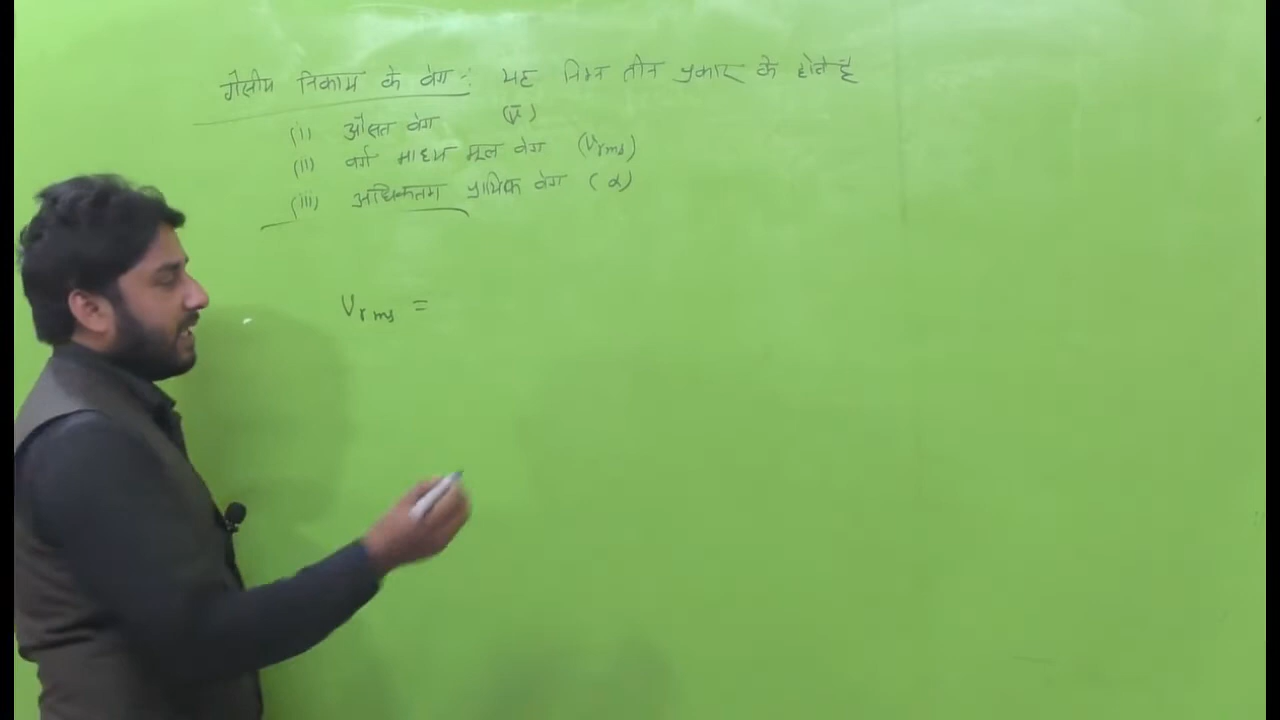 गैसीय निकाय के वेग :- यह निम्न तीन प्रकार के होते हैं
(i) औसत वेग (v̄)
(ii) वर्ग माध्य मूल वेग (Vrms)
(iii) अधिकतम प्रायिक वेग (α)
Vrms =